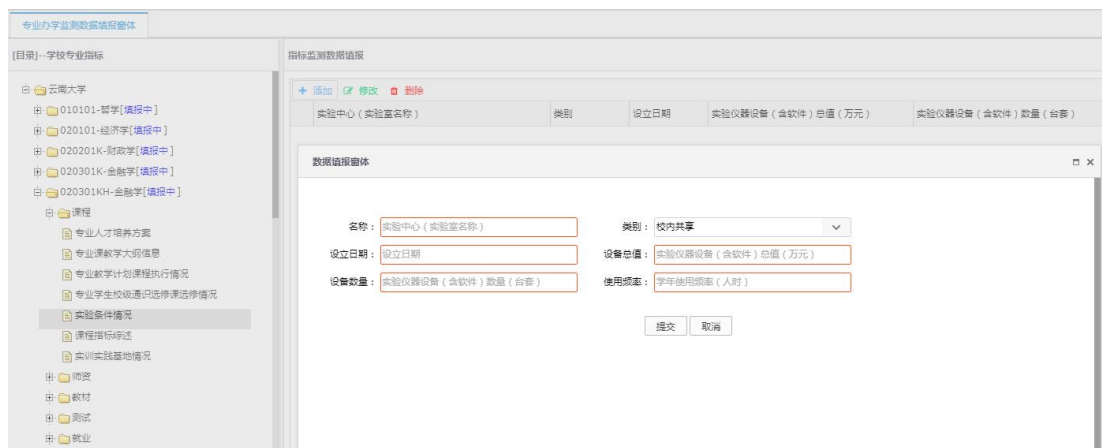 专业办学监测数据填报窗体
[目录]--学校专业指标
指标监测数据填报
云南大学
010101-哲学[填报中]
020101-经济学[填报中]
020201K-财政学[填报中]
020301K-金融学[填报中]
020301KH-金融学[填报中]
课程
专业人才培养方案
专业课教学大纲信息
专业教学计划课程执行情况
专业学生校级通识选修课选修情况
实验条件情况
课程指标综述
实训实践基地情况
师资
教材
测试
就业
添加 修改 删除
实验中心(实验室名称) 类别 设立日期 实验仪器设备(含软件)总值(万元) 实验仪器设备(含软件)数量(台套)
数据填报窗体
名称: 实验中心(实验室名称) 类别: 校内共享
设立日期: 设立日期 设备总值: 实验仪器设备(含软件)总值(万元)
设备数量: 实验仪器设备(含软件)数量(台套) 使用频率: 学年使用频率(人时)
提交 取消